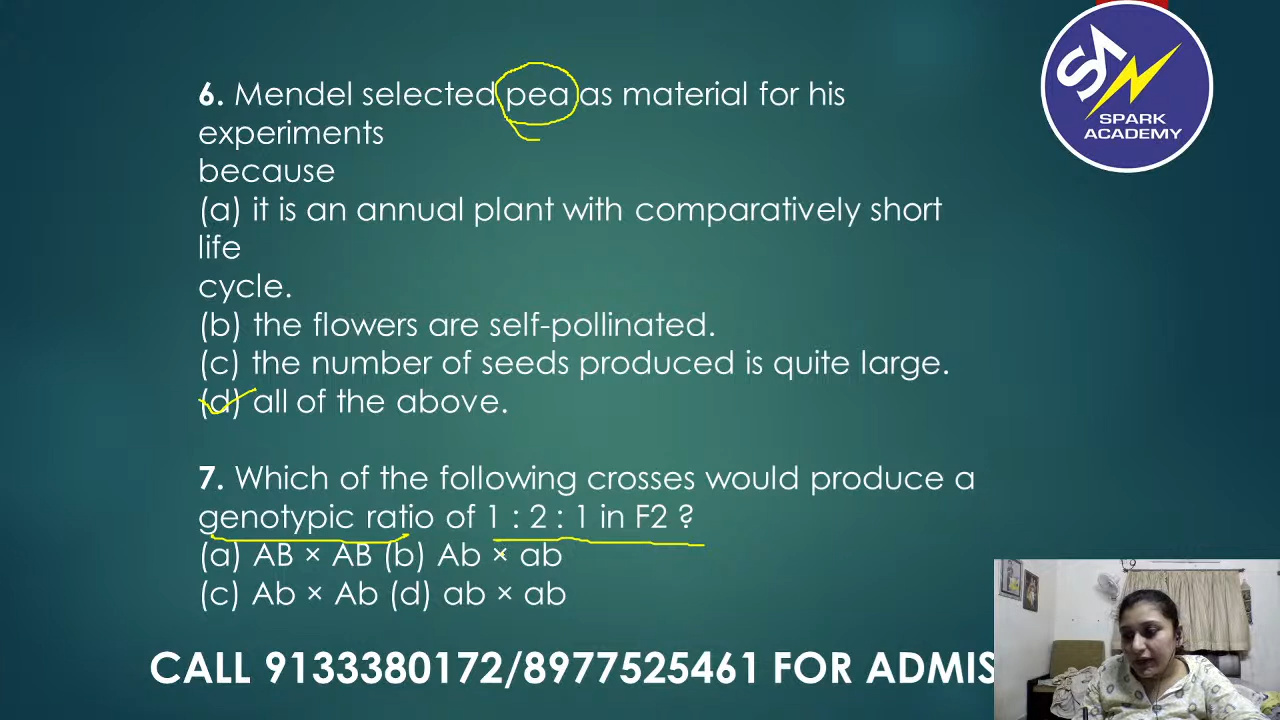 6. Mendel selected pea as material for his
experiments
because
(a) it is an annual plant with comparatively short
life
cycle.
(b) the flowers are self-pollinated.
(c) the number of seeds produced is quite large.
(d) all of the above.
7. Which of the following crosses would produce a
genotypic ratio of 1 : 2 : 1 in F2 ?
(a) AB × AB (b) Ab × ab
(c) Ab × Ab (d) ab × ab
CALL 9133380172/8977525461 FOR ADMIS
SA
SPARK
ACADEMY